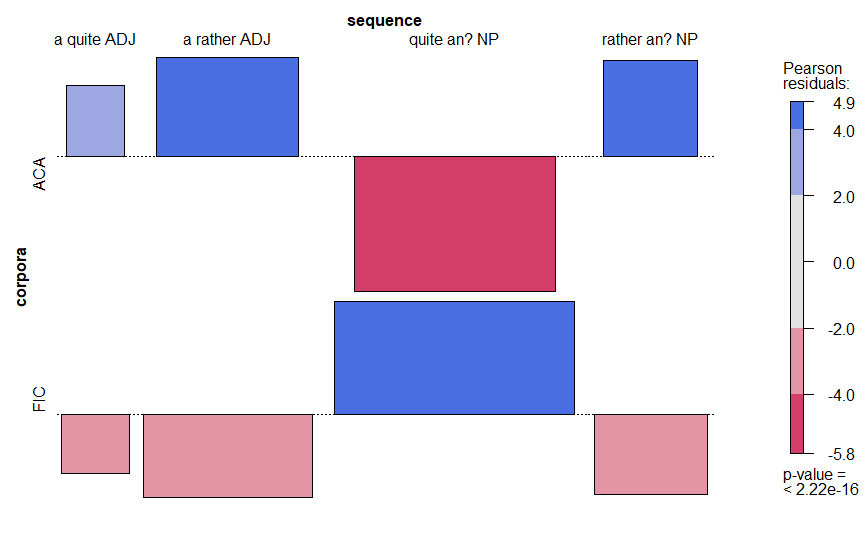 sequence
a quite ADJ a rather ADJ quite an? NP rather an? NP
Pearson
residuals:
4.9
4.0
2.0
0.0
-2.0
-4.0
-5.8
p-value =
< 2.22e-16
corpora
ACA
FIC